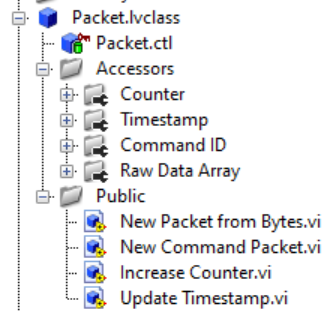 Packet.lvclass
Packet.ctl
Accessors
Counter
Timestamp
Command ID
Raw Data Array
Public
New Packet from Bytes.vi
New Command Packet.vi
Increase Counter.vi
Update Timestamp.vi